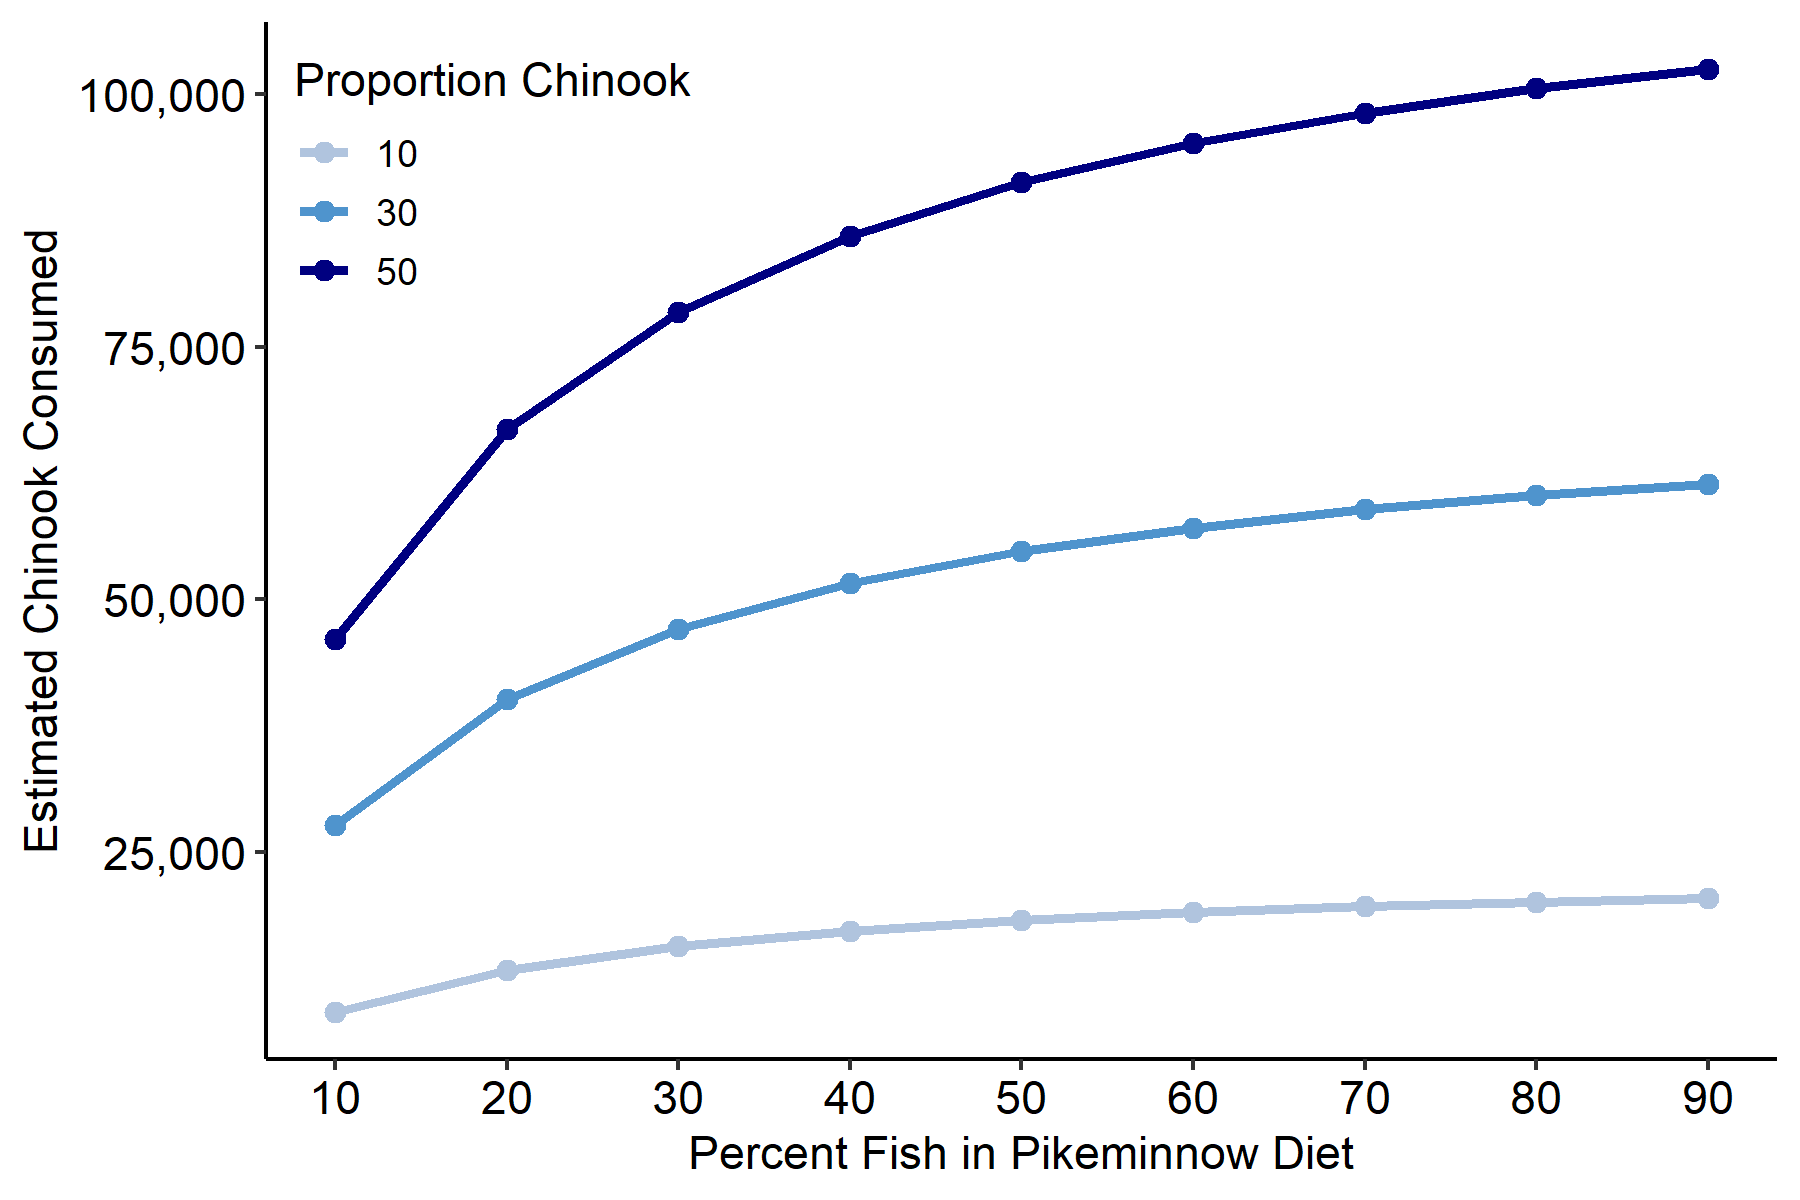 Proportion Chinook
10
30
50
100,000
75,000
50,000
25,000
Estimated Chinook Consumed
10 20 30 40 50 60 70 80 90
Percent Fish in Pikeminnow Diet